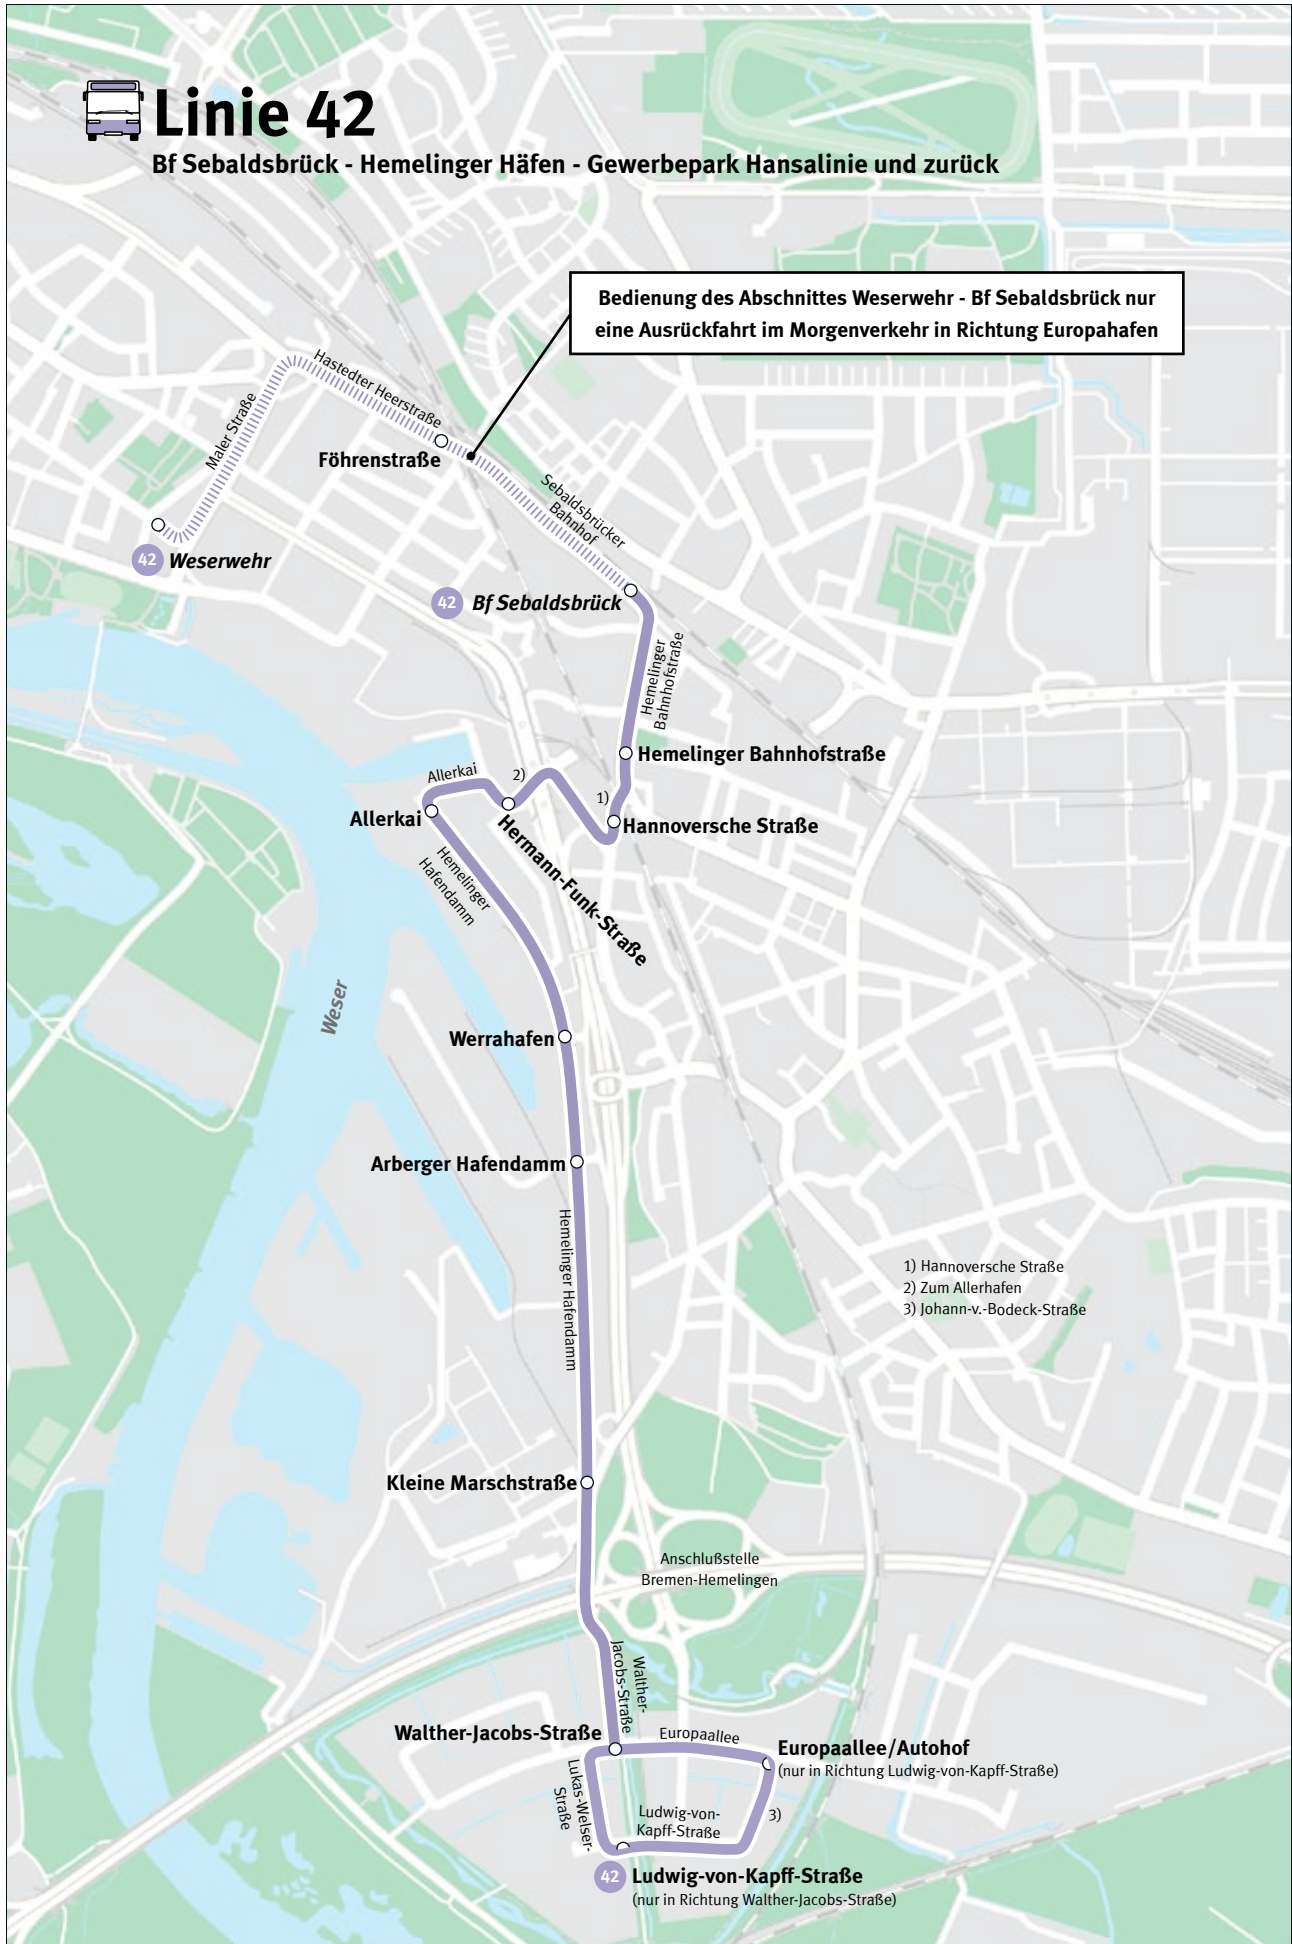 Linie 42
Bf Sebaldsbrück - Hemelinger Häfen - Gewerbepark Hansalinie und zurück
Bedienung des Abschnittes Weserwehr - Bf Sebaldsbrück nur
eine Ausrückfahrt im Morgenverkehr in Richtung Europahafen
Hastedter Heerstraße
Maler Straße
Föhrenstraße
Sebaldsbrücker
Bahnhof
42 Weserwehr
42 Bf Sebaldsbrück
Hemelinger
Bahnhofstraße
Hemelinger Bahnhofstraße
Allerkai
2)
1)
Allerkai
Hannoversche Straße
Hermann-Funk-Straße
Hemelinger
Hafendamm
Weser
Werrahafen
Arberger Hafendamm
Hemelinger Hafendamm
1) Hannoversche Straße
2) Zum Allerhafen
3) Johann-v.-Bodeck-Straße
Kleine Marschstraße
Anschlußstelle
Bremen-Hemelingen
Walther-
Jacobs-Straße
Walther-Jacobs-Straße
Europaallee
Europaallee/Autohof
(nur in Richtung Ludwig-von-Kapff-Straße)
Lukas-Welser-
Straße
Ludwig-von-
Kapff-Straße
3)
42 Ludwig-von-Kapff-Straße
(nur in Richtung Walther-Jacobs-Straße)